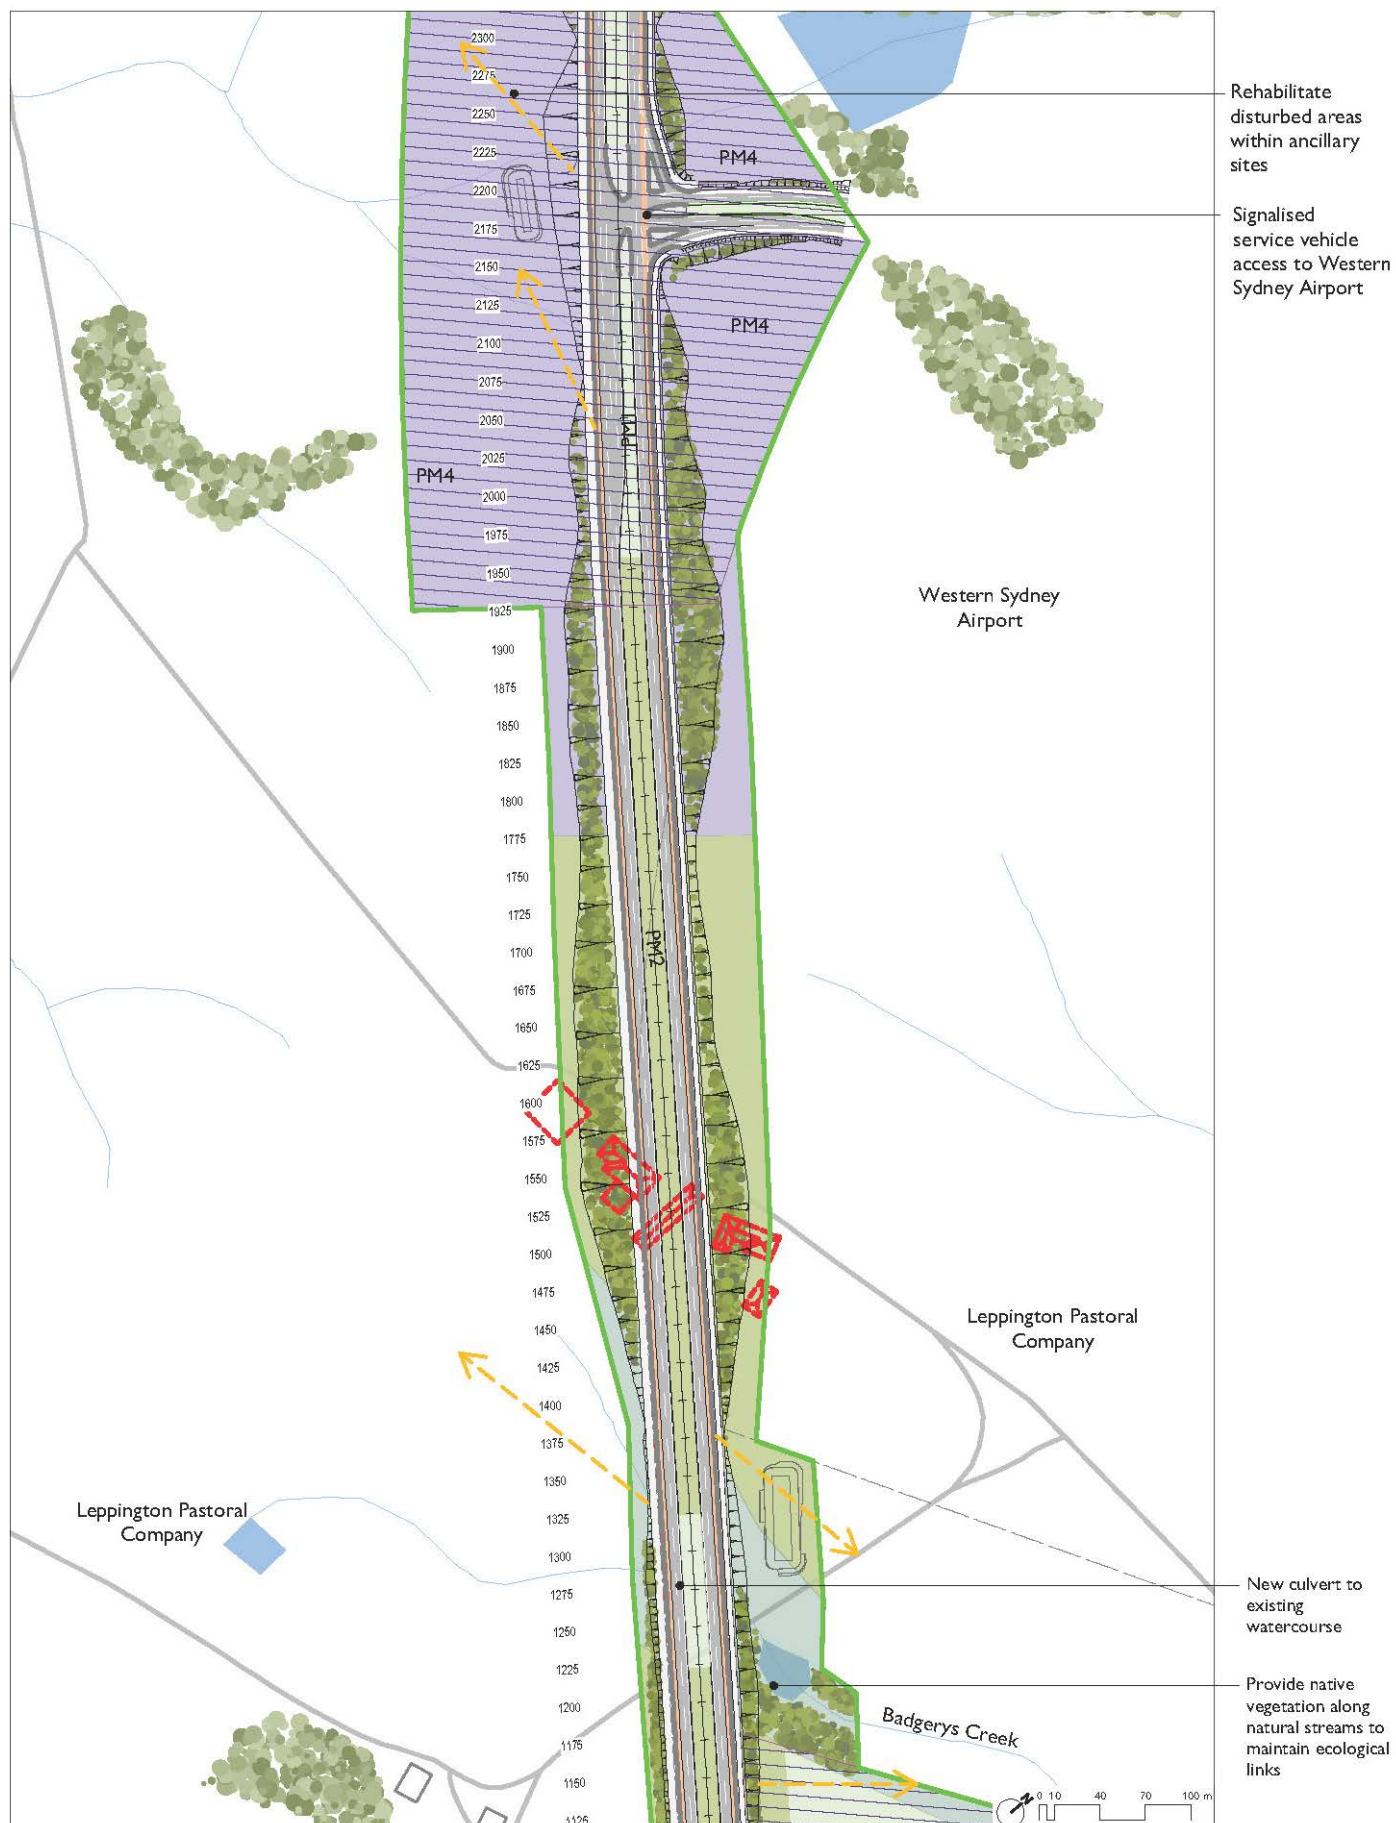 2300
2275
2250
2225
2200
2175
2150
2125
2100
2075
2050
2025
2000
1975
1950
1925
1900
1875
1850
1825
1800
1775
1750
1725
1700
1675
1650
1625
1600
1575
1550
1525
1500
1475
1450
1425
1400
1375
1350
1325
1300
1275
1250
1225
1200
1175
1150
1125
PM4
PM4
PM4
PM1
PM2
Rehabilitate
disturbed areas
within ancillary
sites
Signalised
service vehicle
access to Western
Sydney Airport
Western Sydney
Airport
Leppington Pastoral
Company
Leppington Pastoral
Company
New culvert to
existing
watercourse
Provide native
vegetation along
natural streams to
maintain ecological
links
Badgerys Creek
N
0 10 40 70 100 m